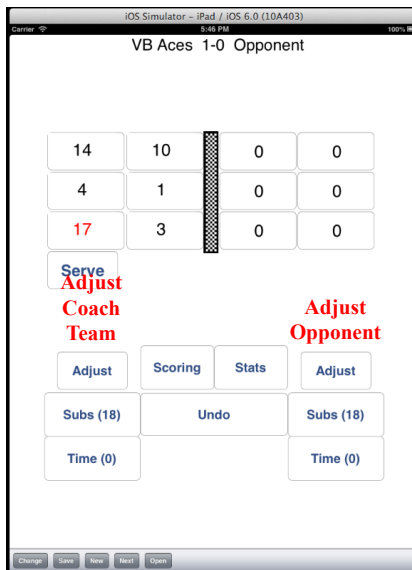 iOS Simulator - iPad / iOS 6.0 (10A403)
Carrier 5:46 PM 100%
VB Aces 1-0 Opponent
14 10 0 0
4 1 0 0
17 3 0 0
Serve
Adjust Coach Team
Adjust Opponent
Adjust Scoring Stats Adjust
Subs (18) Undo Subs (18)
Time (0) Time (0)
Change Save New Next Open